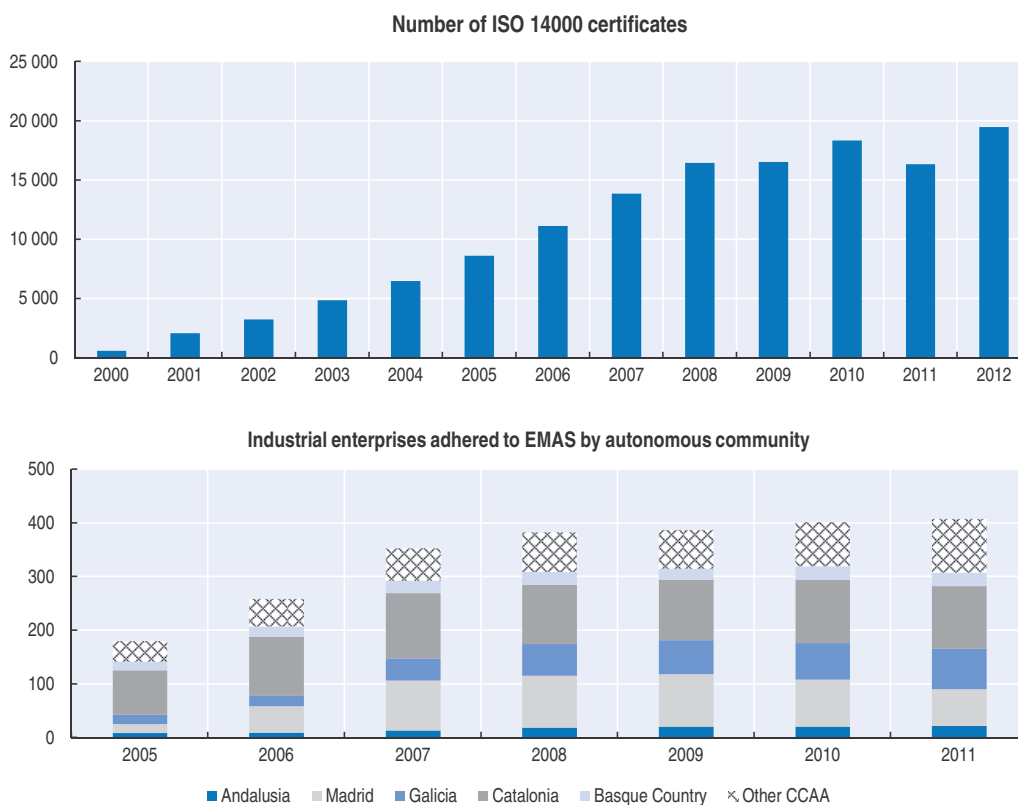 Number of ISO 14000 certificates
25 000
20 000
15 000
10 000
5 000
0
2000 2001 2002 2003 2004 2005 2006 2007 2008 2009 2010 2011 2012
Industrial enterprises adhered to EMAS by autonomous community
500
400
300
200
100
0
2005 2006 2007 2008 2009 2010 2011
Andalusia Madrid Galicia Catalonia Basque Country Other CCAA